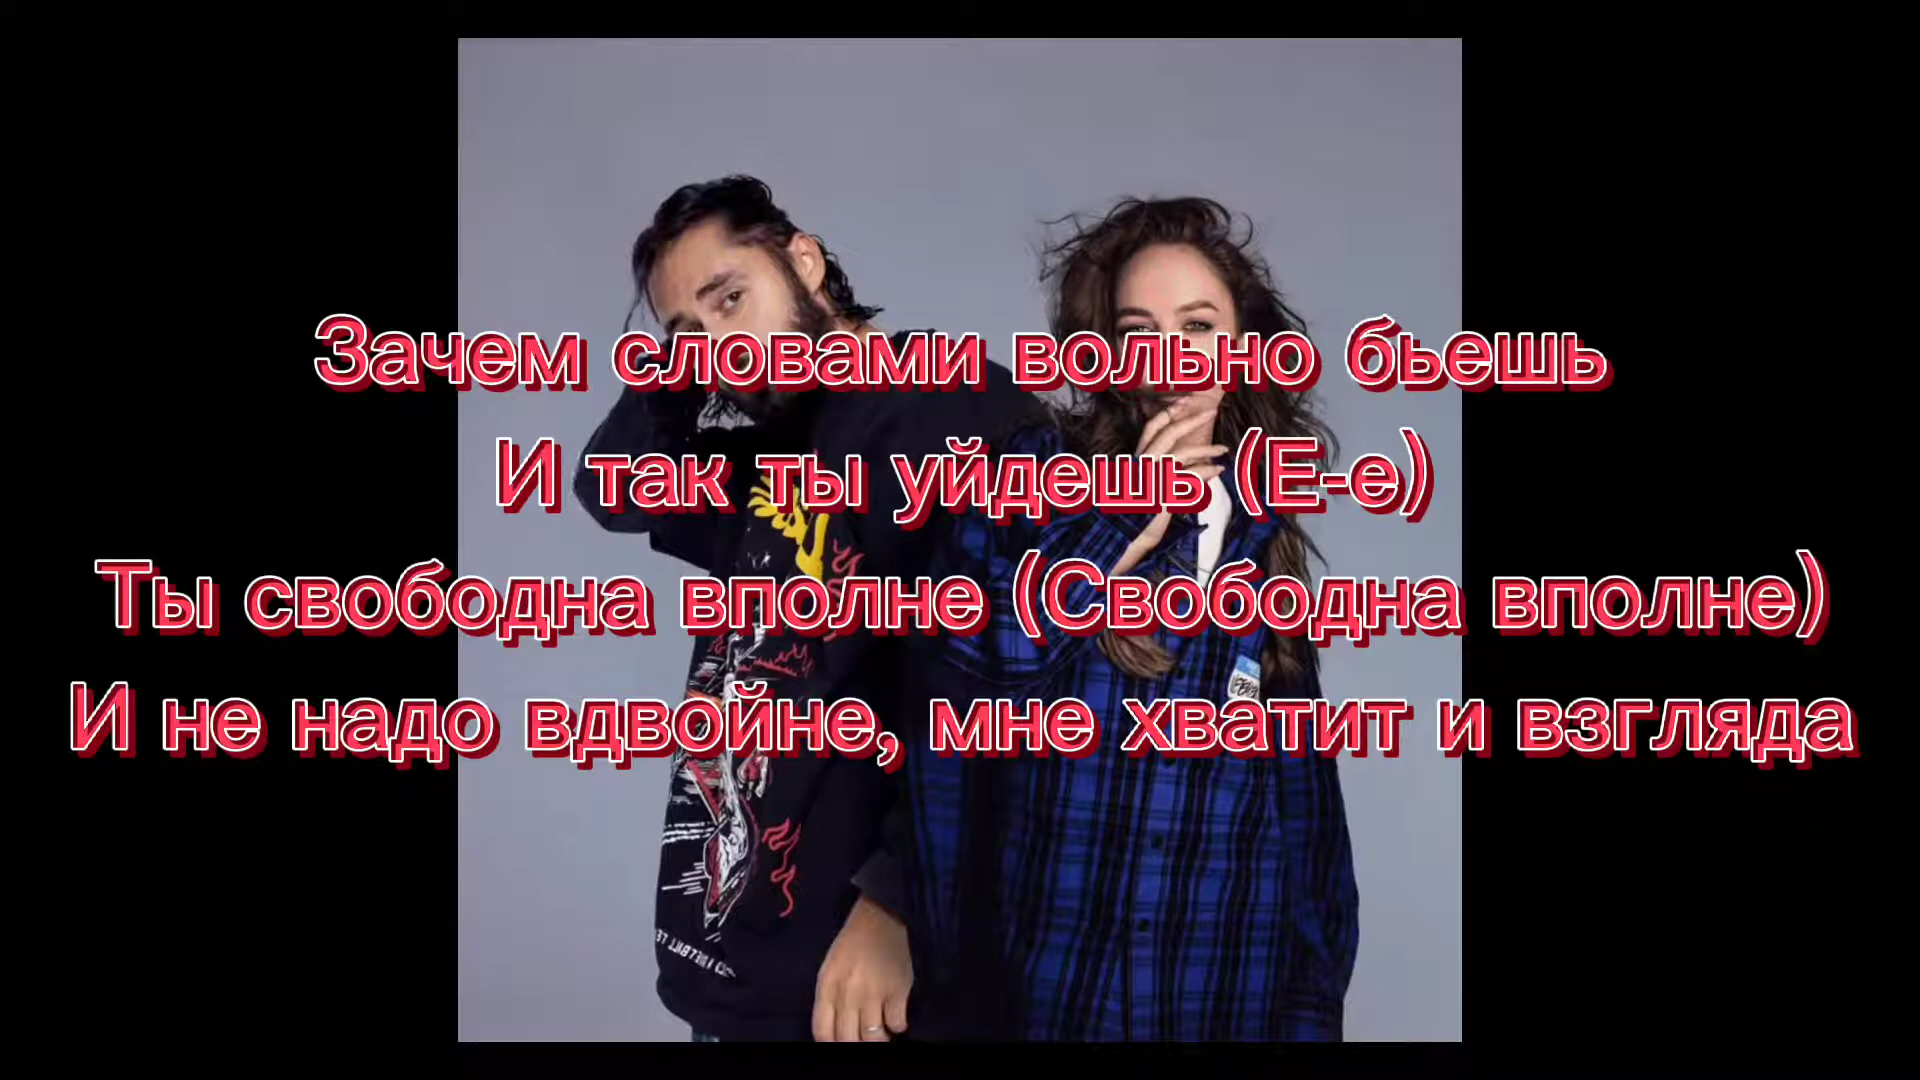 Зачем словами вольно бьешь
И так ты уйдешь (Е-е)
Ты свободна вполне (Свободна вполне)
И не надо вдвойне, мне хватит и взгляда